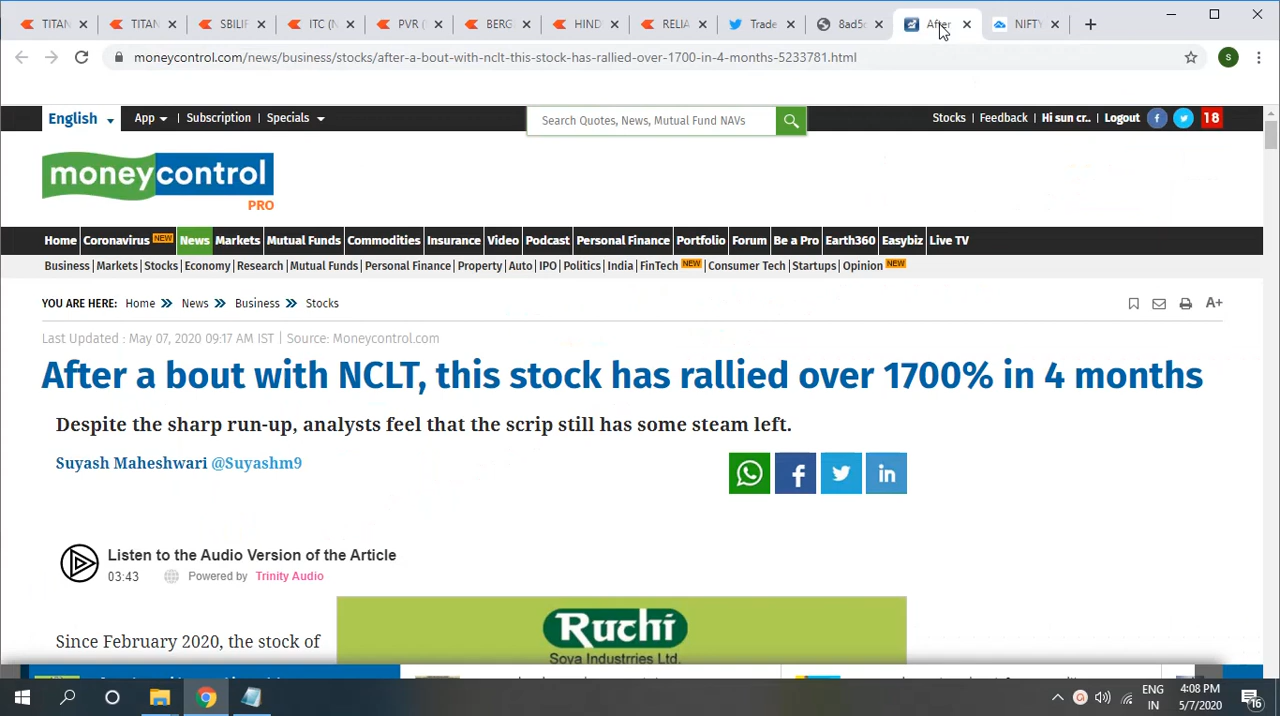 TITAN TITAN SBILIF ITC (N PVR (I BERG HIND RELIA Trade 8ad5c After NIFTY
moneycontrol.com/news/business/stocks/after-a-bout-with-nclt-this-stock-has-rallied-over-1700-in-4-months-5233781.html S
English App Subscription Specials Search Quotes, News, Mutual Fund NAVs Stocks Feedback Hi sun cr.. Logout 18
moneycontrol
PRO
Home Coronavirus NEW News Markets Mutual Funds Commodities Insurance Video Podcast Personal Finance Portfolio Forum Be a Pro Earth360 Easybiz Live TV
Business Markets Stocks Economy Research Mutual Funds Personal Finance Property Auto IPO Politics India FinTech NEW Consumer Tech Startups Opinion NEW
YOU ARE HERE: Home News Business Stocks A+
Last Updated : May 07, 2020 09:17 AM IST | Source: Moneycontrol.com
After a bout with NCLT, this stock has rallied over 1700% in 4 months
Despite the sharp run-up, analysts feel that the scrip still has some steam left.
Suyash Maheshwari @Suyashm9
Listen to the Audio Version of the Article
03:43 Powered by Trinity Audio
Since February 2020, the stock of
Ruchi
Soya Industrries Ltd.
ENG 4:08 PM
IN 5/7/2020 16